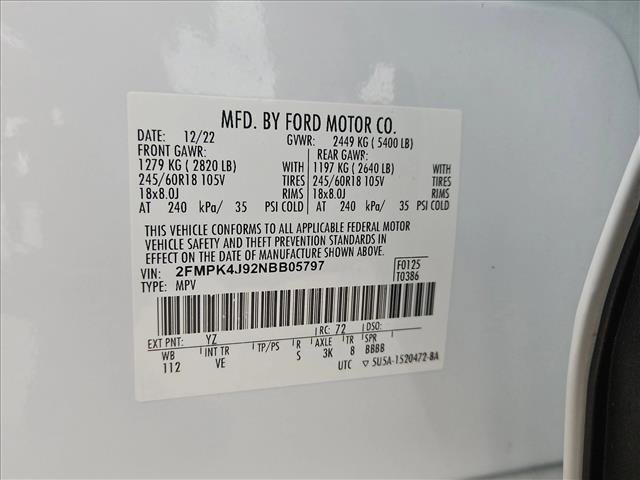 MFD. BY FORD MOTOR CO.
DATE: 12/22 GVWR: 2449 KG ( 5400 LB)
FRONT GAWR: REAR GAWR:
1279 KG ( 2820 LB) WITH 1197 KG ( 2640 LB) WITH
245/60R18 105V TIRES 245/60R18 105V TIRES
18x8.0J RIMS 18x8.0J RIMS
AT 240 kPa/ 35 PSI COLD AT 240 kPa/ 35 PSI COLD
THIS VEHICLE CONFORMS TO ALL APPLICABLE FEDERAL MOTOR
VEHICLE SAFETY AND THEFT PREVENTION STANDARDS IN
EFFECT ON THE DATE OF MANUFACTURE SHOWN ABOVE.
VIN: 2FMPK4J92NBB05797 F0125
TYPE: MPV T0386
EXT PNT: YZ RC: 72 DSO:
WB INT TR TP/PS R S AXLE TR SPR
112 VE 3K 8 BBBB
UTC ▽ 5U5A-1520472-BA